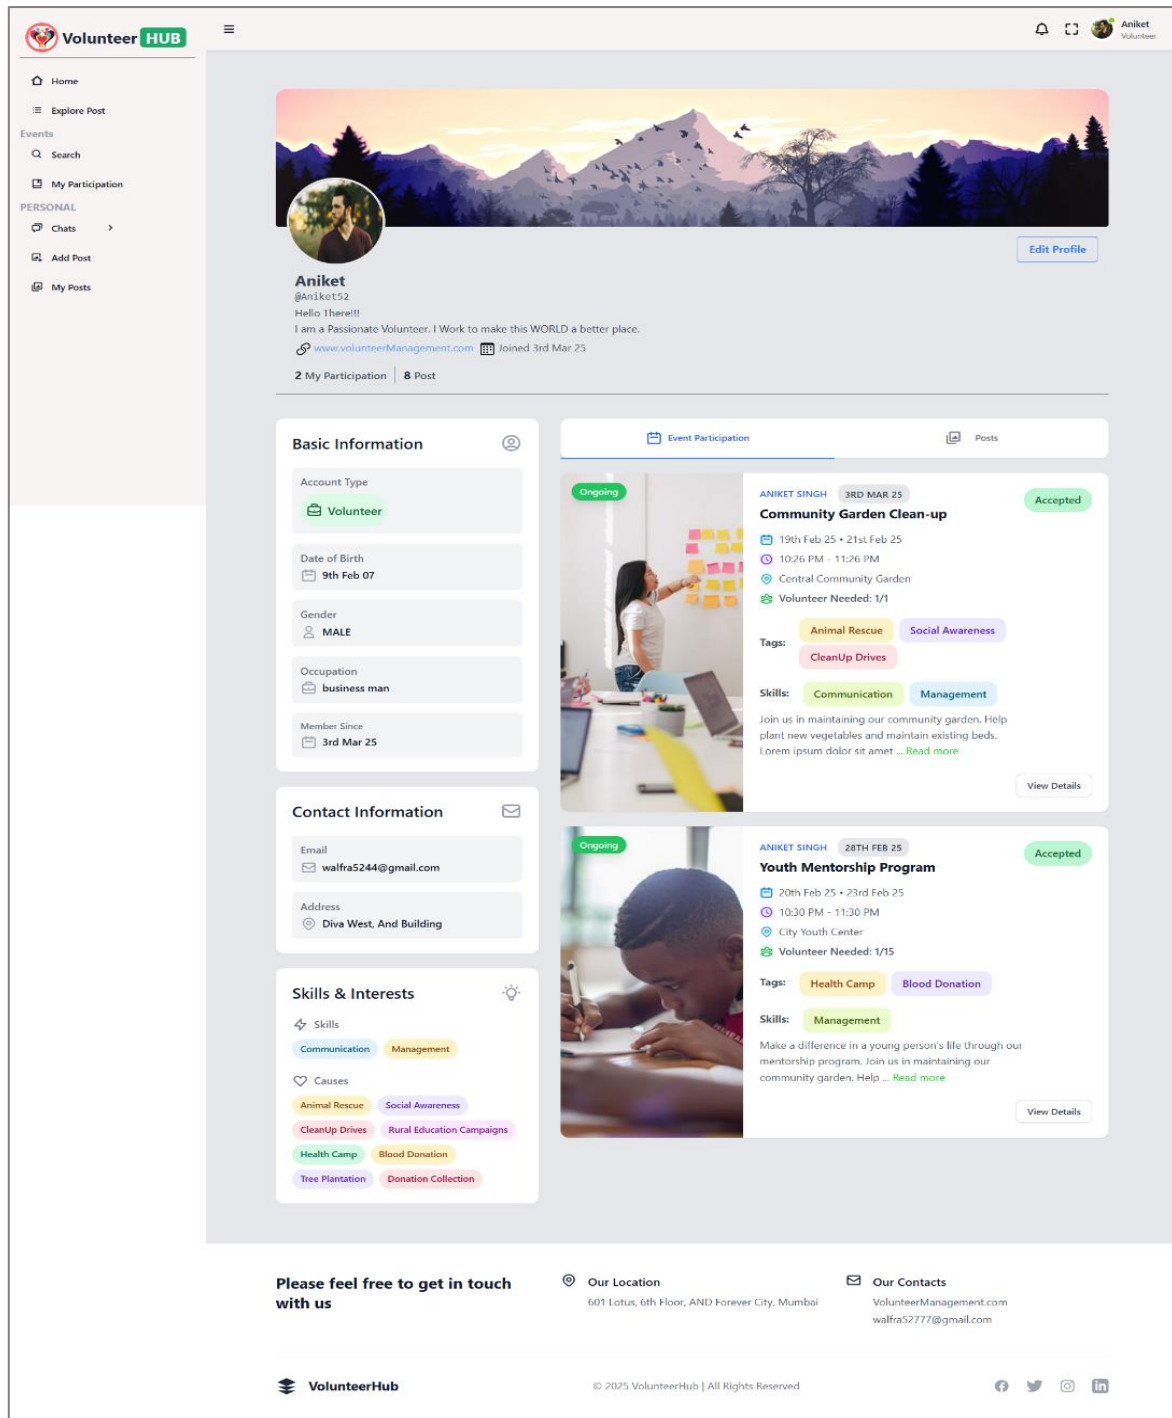 Volunteer HUB
Aniket
Volunteer
Home
Explore Post
Events
Search
My Participation
PERSONAL
Chats
Add Post
My Posts
Edit Profile
Aniket
@Aniket52
Hello There!!!
I am a Passionate Volunteer. I Work to make this WORLD a better place.
www.volunteerManagement.com Joined 3rd Mar 25
2 My Participation 8 Post
Basic Information
Account Type
Volunteer
Date of Birth
9th Feb 07
Gender
MALE
Occupation
business man
Member Since
3rd Mar 25
Contact Information
Email
walfra5244@gmail.com
Address
Diva West, And Building
Skills & Interests
Skills
Communication Management
Causes
Animal Rescue Social Awareness
CleanUp Drives Rural Education Campaigns
Health Camp Blood Donation
Tree Plantation Donation Collection
Event Participation Posts
Ongoing
ANIKET SINGH 3RD MAR 25
Accepted
Community Garden Clean-up
19th Feb 25 • 21st Feb 25
10:26 PM - 11:26 PM
Central Community Garden
Volunteer Needed: 1/1
Tags: Animal Rescue Social Awareness
CleanUp Drives
Skills: Communication Management
Join us in maintaining our community garden. Help
plant new vegetables and maintain existing beds.
Lorem ipsum dolor sit amet ... Read more
View Details
Ongoing
ANIKET SINGH 28TH FEB 25
Accepted
Youth Mentorship Program
20th Feb 25 • 23rd Feb 25
10:30 PM - 11:30 PM
City Youth Center
Volunteer Needed: 1/15
Tags: Health Camp Blood Donation
Skills: Management
Make a difference in a young person's life through our
mentorship program. Join us in maintaining our
community garden. Help ... Read more
View Details
Please feel free to get in touch
with us
Our Location
601 Lotus, 6th Floor, AND Forever City, Mumbai
Our Contacts
VolunteerManagement.com
walfra52777@gmail.com
VolunteerHub
© 2025 VolunteerHub | All Rights Reserved